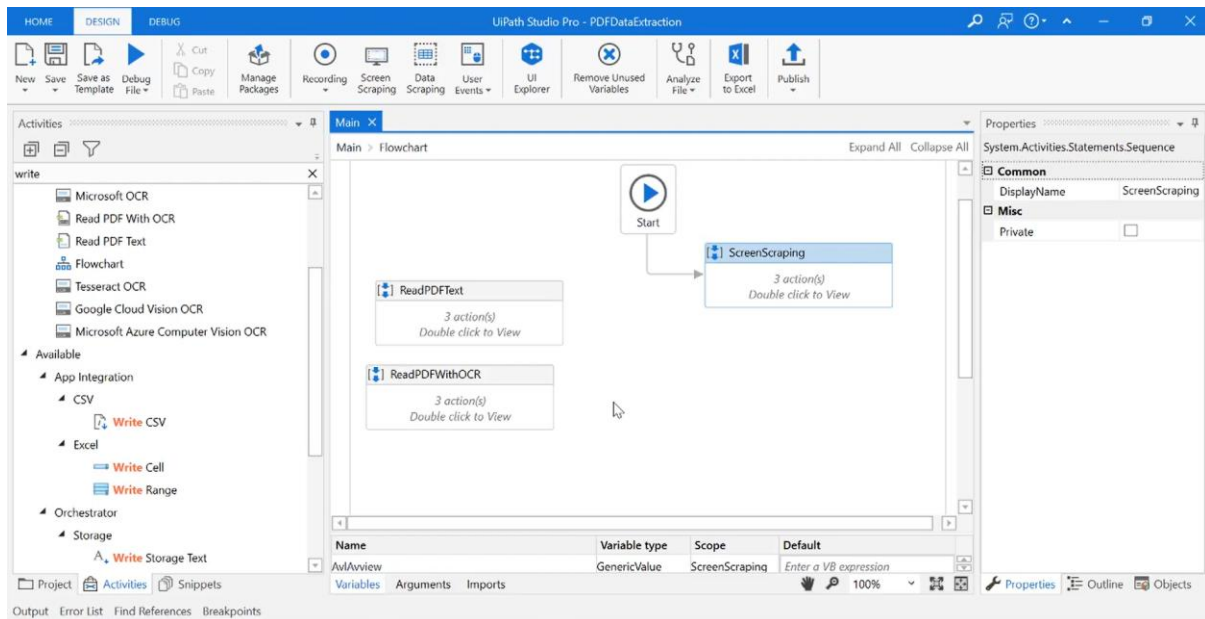 HOME DESIGN DEBUG UiPath Studio Pro - PDFDataExtraction
New Save Save as Template Debug File Cut Copy Paste Manage Packages Recording Screen Scraping Data Scraping User Events UI Explorer Remove Unused Variables Analyze File Export to Excel Publish
Activities
write
Microsoft OCR
Read PDF With OCR
Read PDF Text
Flowchart
Tesseract OCR
Google Cloud Vision OCR
Microsoft Azure Computer Vision OCR
Available
App Integration
CSV
Write CSV
Excel
Write Cell
Write Range
Orchestrator
Storage
Write Storage Text
Project Activities Snippets
Main
Main > Flowchart Expand All Collapse All
Start
ScreenScraping
3 action(s)
Double click to View
ReadPDFText
3 action(s)
Double click to View
ReadPDFWithOCR
3 action(s)
Double click to View
Name Variable type Scope Default
AvlAvview GenericValue ScreenScraping Enter a VB expression
Variables Arguments Imports 100%
Properties
System.Activities.Statements.Sequence
Common
DisplayName ScreenScraping
Misc
Private
Properties Outline Objects
Output Error List Find References Breakpoints